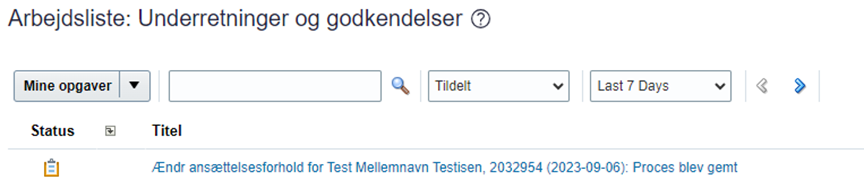 Arbejdsliste: Underretninger og godkendelser ?
Mine opgaver Tildelt Last 7 Days
Status Titel
Ændr ansættelsesforhold for Test Mellemnavn Testisen, 2032954 (2023-09-06): Proces blev gemt